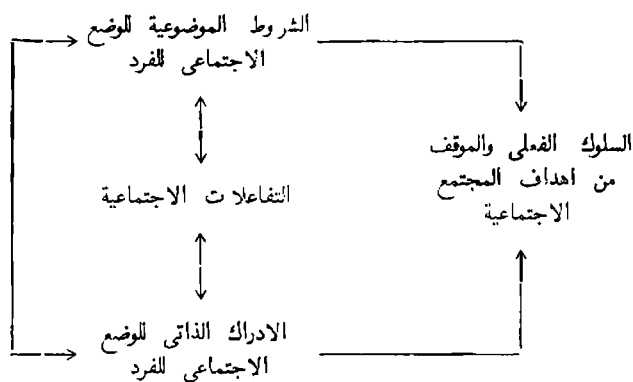 الشروط الموضوعية للوضع
الاجتماعى للفرد
السلوك الفعلى والموقف
من اهداف المجتمع
الاجتماعية
التفاعلات الاجتماعية
الادراك الذاتى للوضع
الاجتماعى للفرد